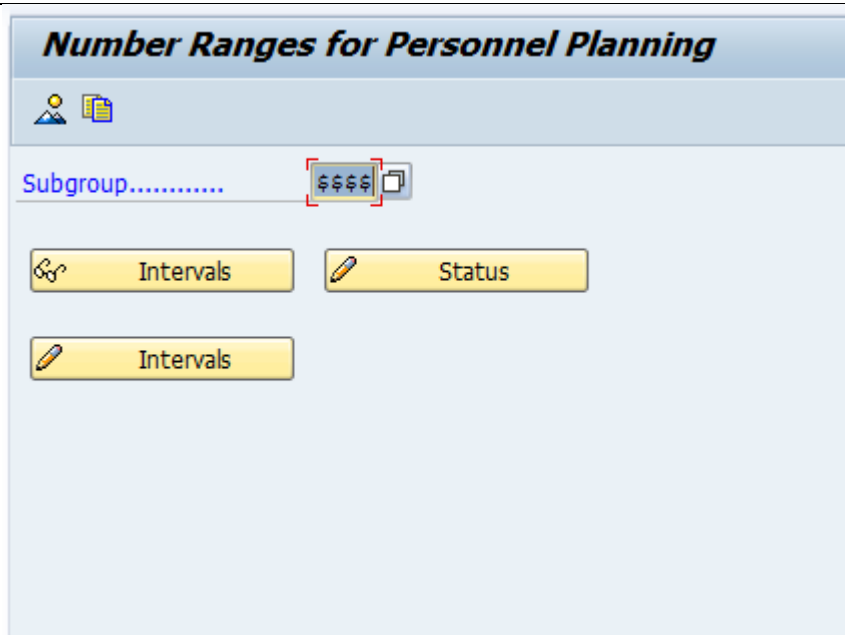 Number Ranges for Personnel Planning
Subgroup............ $$$$
Intervals Status
Intervals